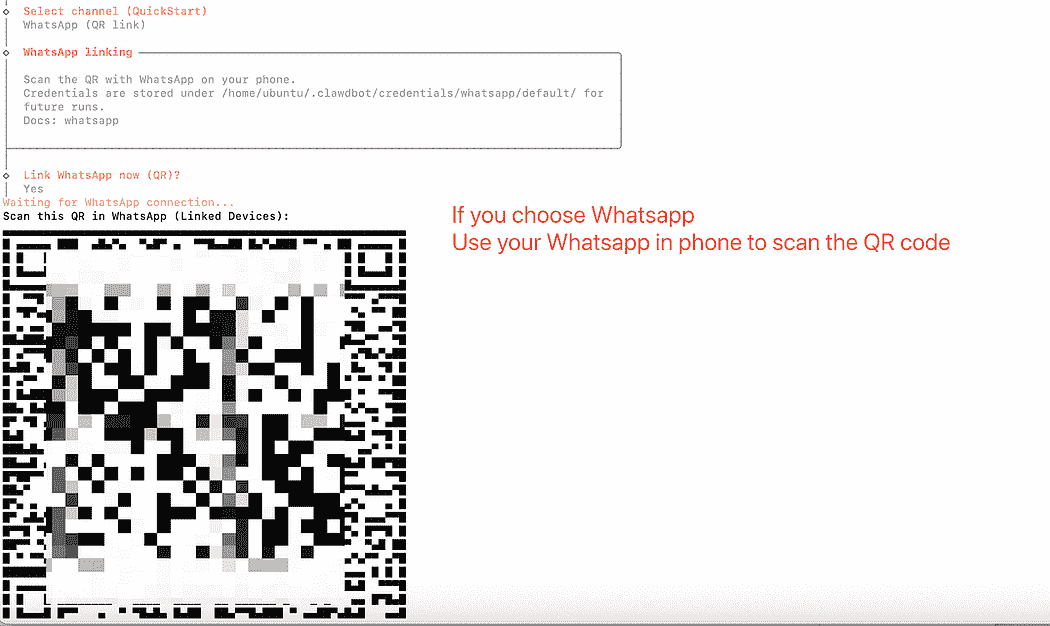 Select channel (QuickStart)
WhatsApp (QR link)
WhatsApp linking
Scan the QR with WhatsApp on your phone.
Credentials are stored under /home/ubuntu/.clawdbot/credentials/whatsapp/default/ for
future runs.
Docs: whatsapp
Link WhatsApp now (QR)?
Yes
Waiting for WhatsApp connection...
Scan this QR in WhatsApp (Linked Devices):
If you choose Whatsapp
Use your Whatsapp in phone to scan the QR code